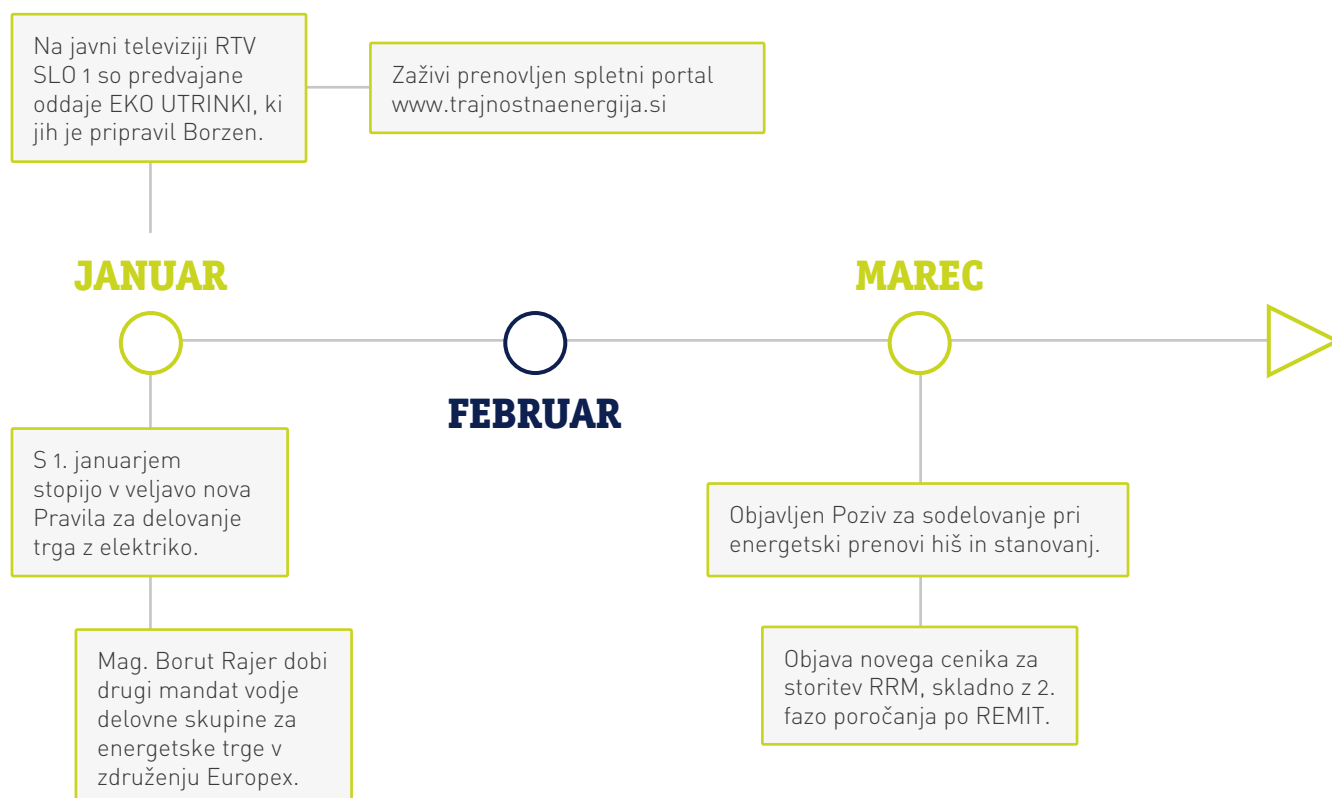 Na javni televiziji RTV
SLO 1 so predvajane
oddaje EKO UTRINKI, ki
jih je pripravil Borzen.
Zaživi prenovljen spletni portal
www.trajnostnaenergija.si
JANUAR
MAREC
FEBRUAR
S 1. januarjem
stopijo v veljavo nova
Pravila za delovanje
trga z elektriko.
Mag. Borut Rajer dobi
drugi mandat vodje
delovne skupine za
energetske trge v
združenju Europex.
Objavljen Poziv za sodelovanje pri
energetski prenovi hiš in stanovanj.
Objava novega cenika za
storitev RRM, skladno z 2.
fazo poročanja po REMIT.